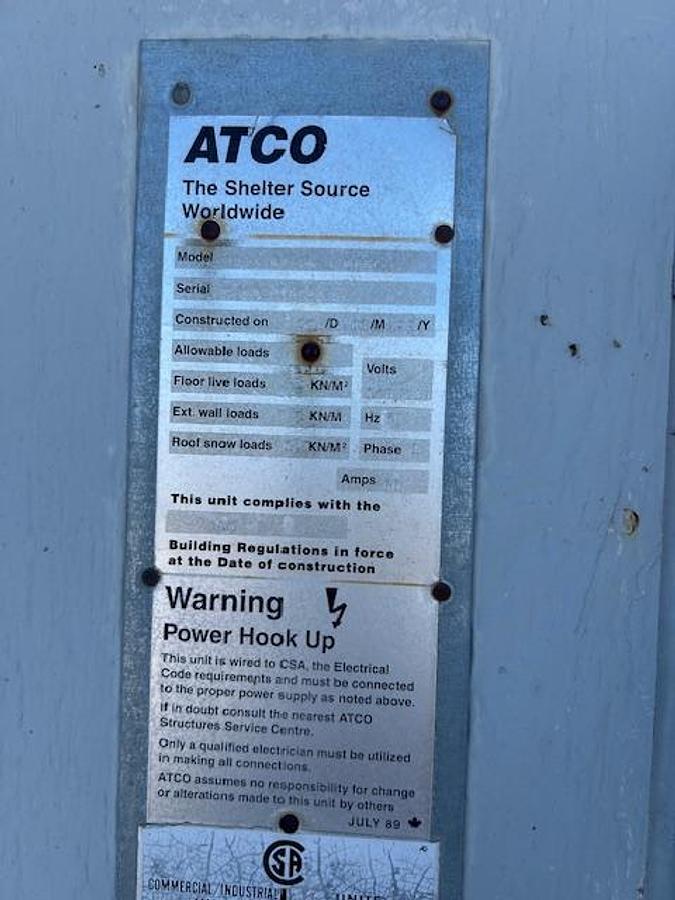 ATCO
The Shelter Source
Worldwide
Model
Serial
Constructed on /D /M /Y
Allowable loads
Volts
Floor live loads KN/M²
Ext. wall loads KN/M Hz
Roof snow loads KN/M² Phase
Amps
This unit complies with the
Building Regulations in force
at the Date of construction
Warning
Power Hook Up
This unit is wired to CSA, the Electrical
Code requirements and must be connected
to the proper power supply as noted above.
If in doubt consult the nearest ATCO
Structures Service Centre.
Only a qualified electrician must be utilized
in making all connections.
ATCO assumes no responsibility for change
or alterations made to this unit by others
JULY 89
CSA
COMMERCIAL/INDUSTRIAL